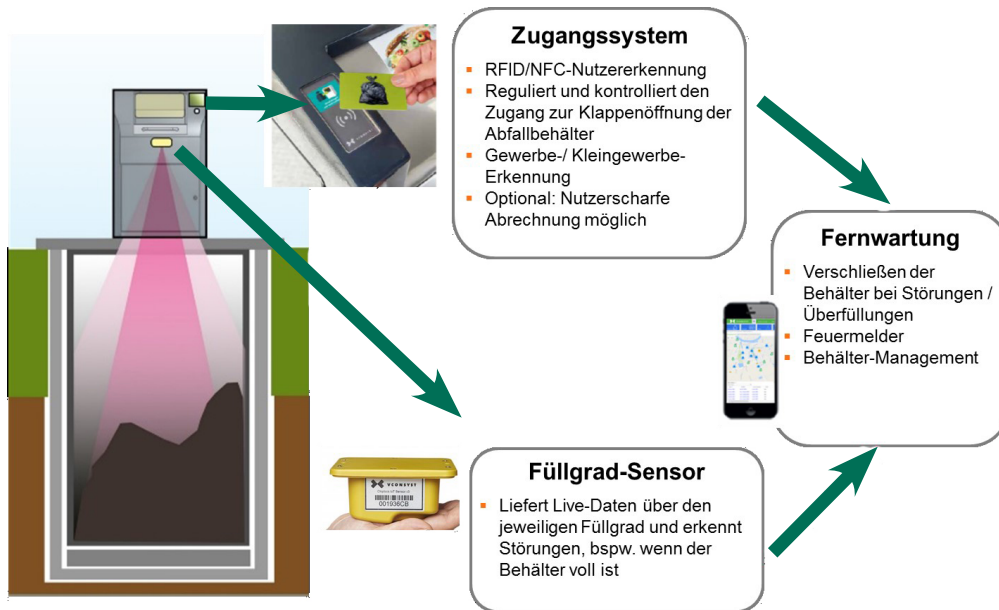 Zugangssystem
RFID/NFC-Nutzererkennung
Reguliert und kontrolliert den
Zugang zur Klappenöffnung der
Abfallbehälter
Gewerbe-/ Kleingewerbe-
Erkennung
Optional: Nutzerscharfe
Abrechnung möglich
Fernwartung
Verschließen der
Behälter bei Störungen /
Überfüllungen
Feuermelder
Behälter-Management
Füllgrad-Sensor
Liefert Live-Daten über den
jeweiligen Füllgrad und erkennt
Störungen, bspw. wenn der
Behälter voll ist
VCONSYST
001936CB